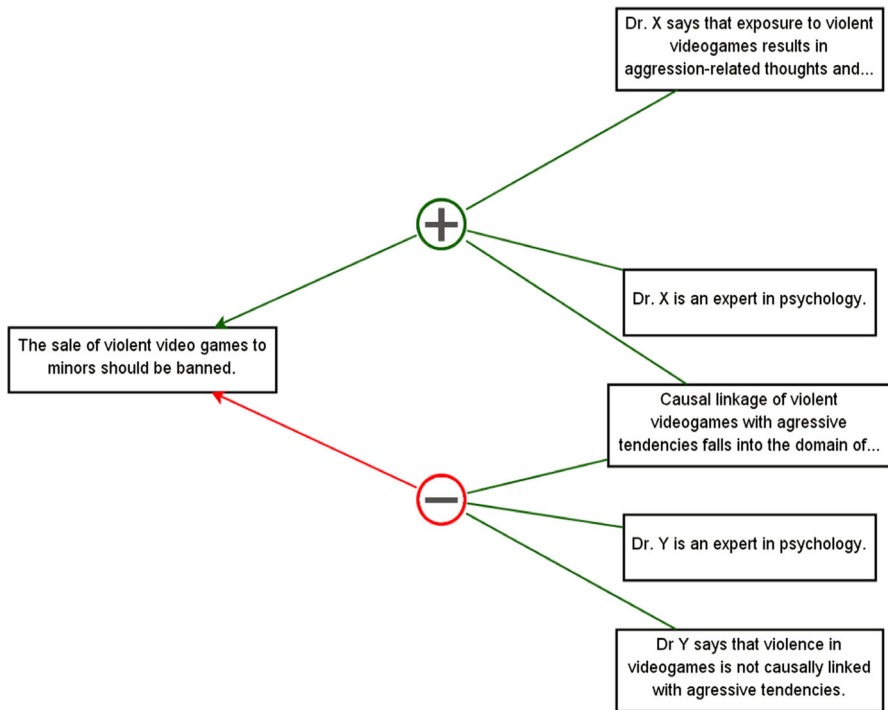 Dr. X says that exposure to violent
videogames results in
aggression-related thoughts and...
Dr. X is an expert in psychology.
The sale of violent video games to
minors should be banned.
Causal linkage of violent
videogames with agressive
tendencies falls into the domain of...
Dr. Y is an expert in psychology.
Dr Y says that violence in
videogames is not causally linked
with agressive tendencies.